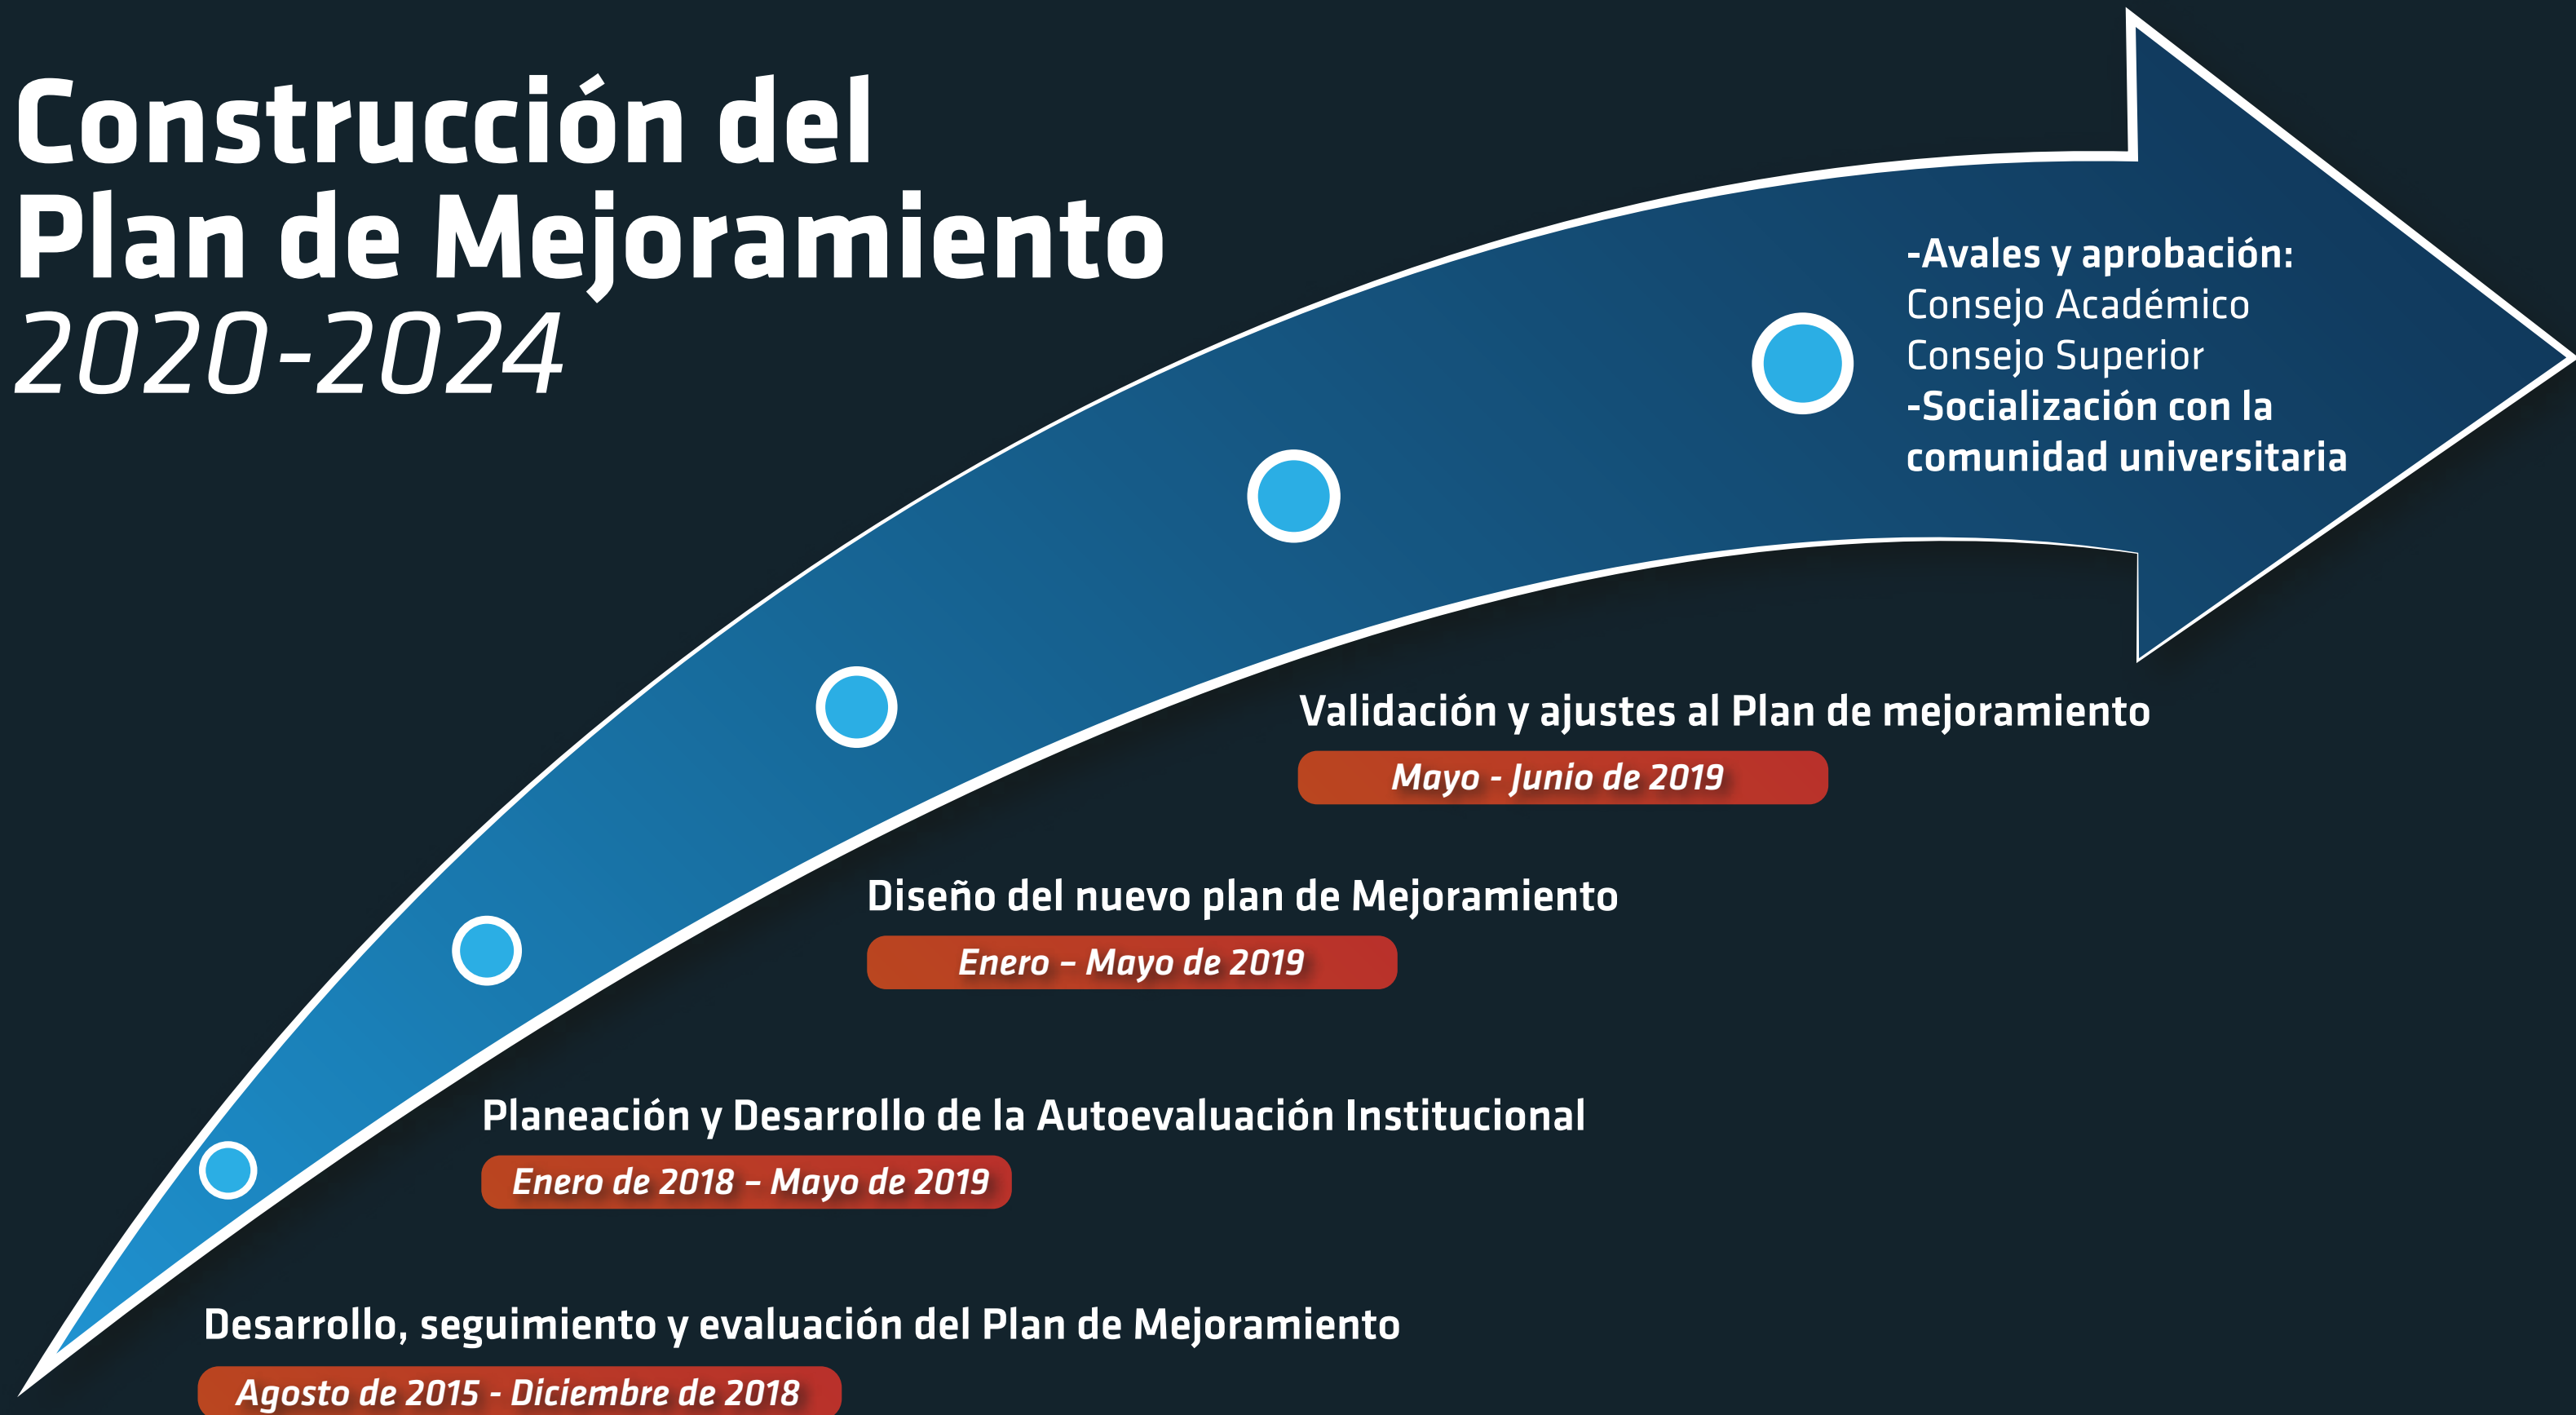 Construcción del
Plan de Mejoramiento
2020-2024
-Avales y aprobación:
Consejo Académico
Consejo Superior
-Socialización con la
comunidad universitaria
Validación y ajustes al Plan de mejoramiento
Mayo - Junio de 2019
Diseño del nuevo plan de Mejoramiento
Enero – Mayo de 2019
Planeación y Desarrollo de la Autoevaluación Institucional
Enero de 2018 – Mayo de 2019
Desarrollo, seguimiento y evaluación del Plan de Mejoramiento
Agosto de 2015 - Diciembre de 2018